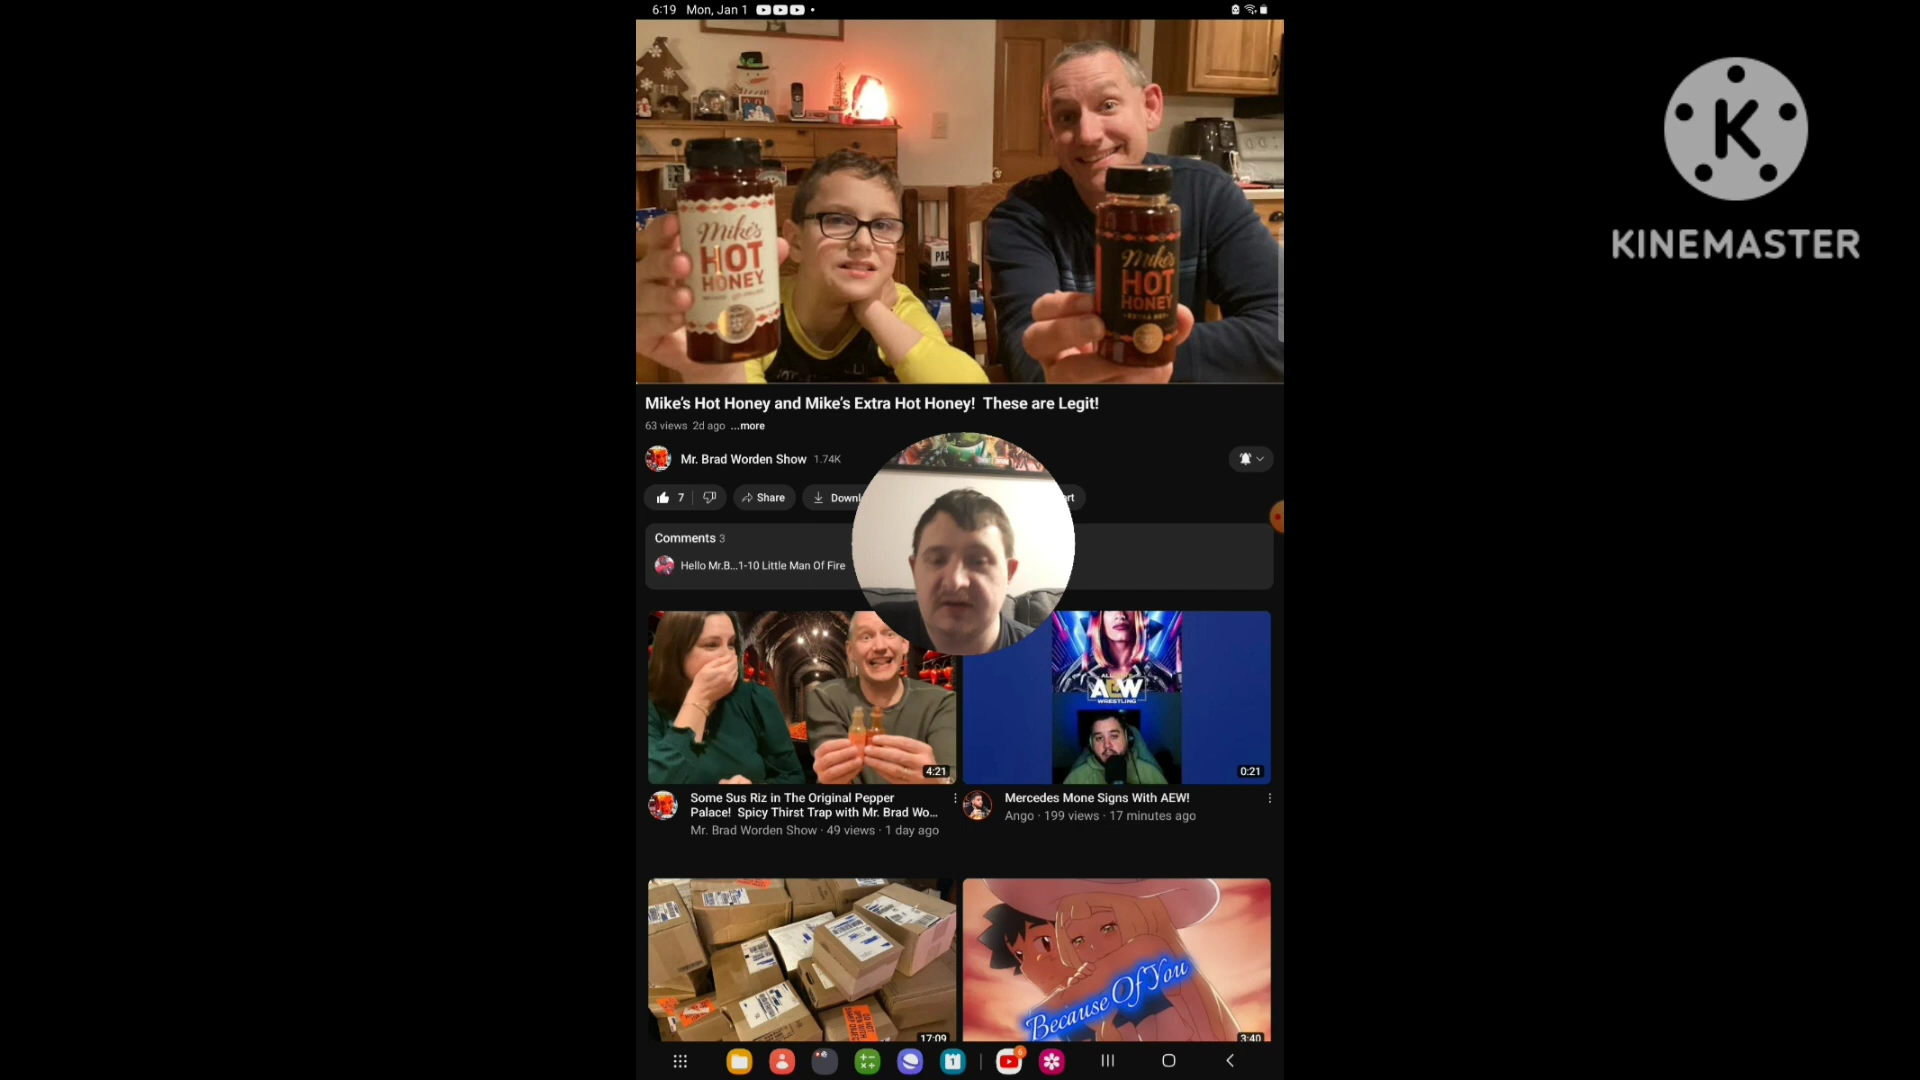 6:19 Mon, Jan 1
KINEMASTER
Mike's
HOT
HONEY
Mike's
HOT
HONEY
Mike's Hot Honey and Mike's Extra Hot Honey! These are Legit!
63 views 2d ago ...more
Mr. Brad Worden Show 1.74K
7 Share Downl
rt
Comments 3
Hello Mr.B...1-10 Little Man Of Fire
AEW
WRESTLING
4:21
0:21
Some Sus Riz in The Original Pepper
Palace! Spicy Thirst Trap with Mr. Brad Wo...
Mr. Brad Worden Show · 49 views · 1 day ago
Mercedes Mone Signs With AEW!
Ango · 199 views · 17 minutes ago
Because Of You
17:09
3:40